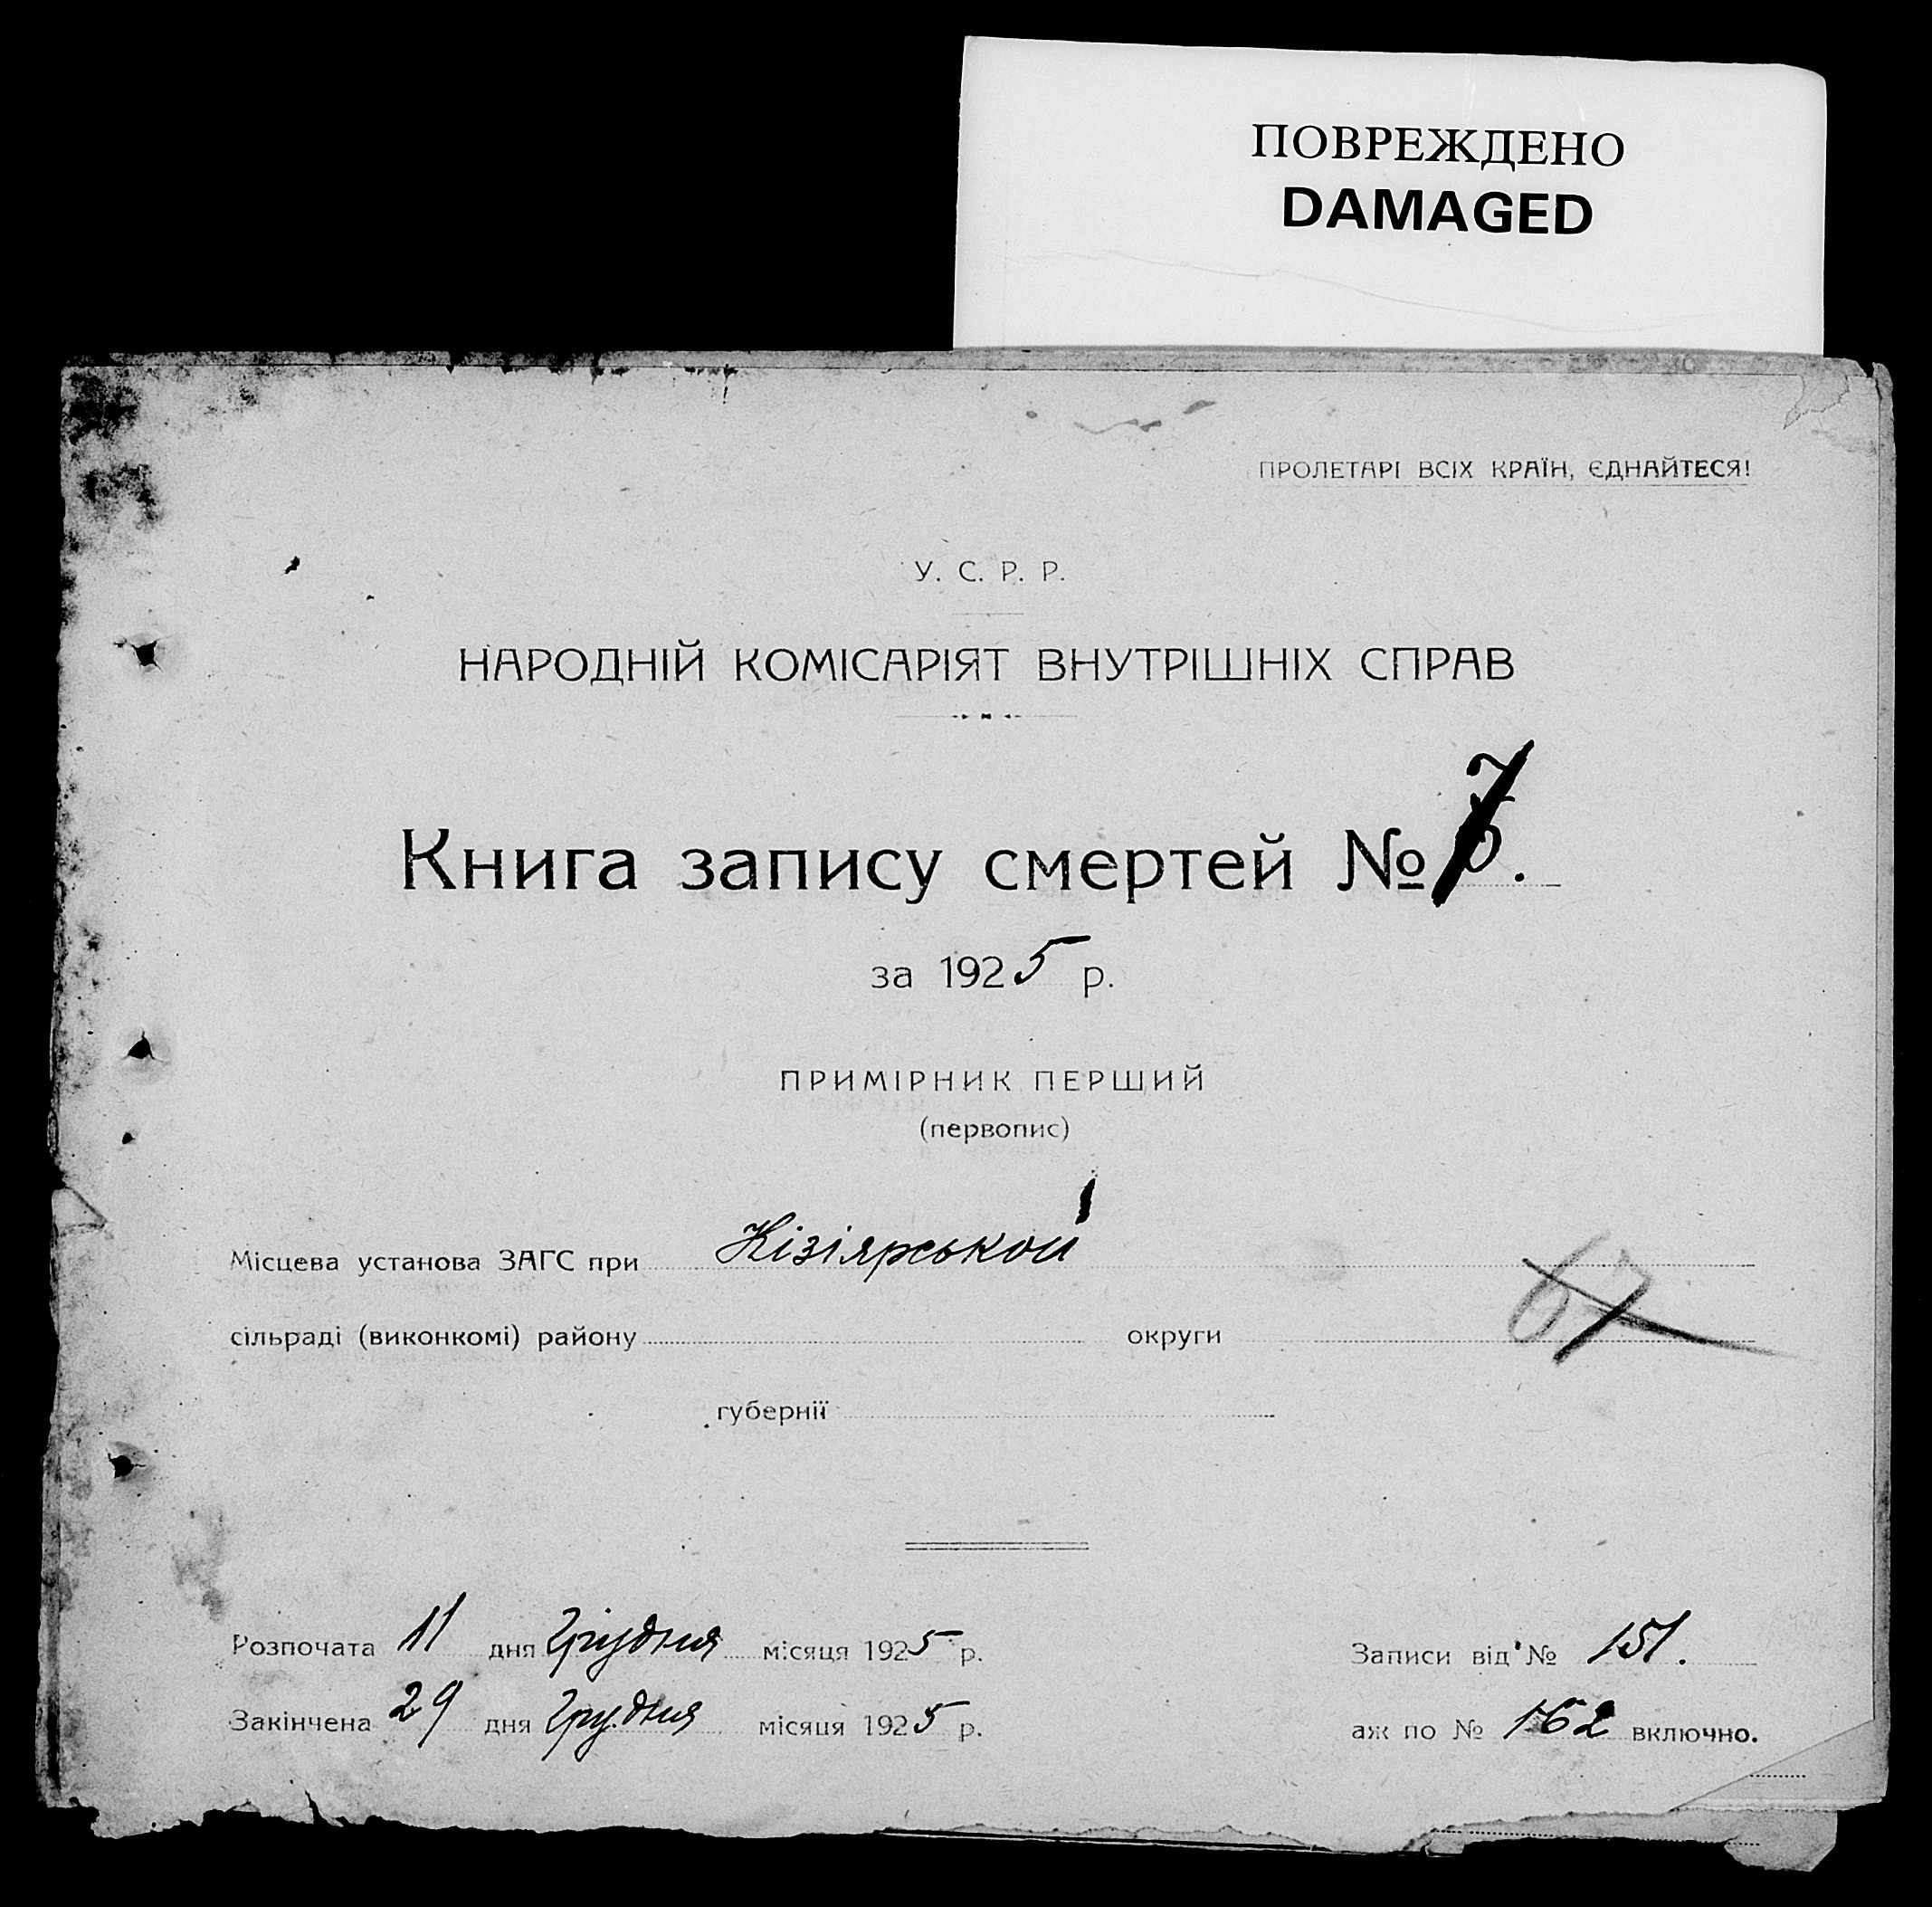 ПОВРЕЖДЕНО
DAMAGED
ПРОЛЕТАРІ ВСІХ КРАЇН, ЄДНАЙТЕСЯ!
У. С. Р. Р.
НАРОДНІЙ КОМІСАРІЯТ ВНУТРІШНІХ СПРАВ
Книга запису смертей № 7.
за 1925 р.
ПРИМІРНИК ПЕРШИЙ
(первопис)
Місцева установа ЗАГС при Кізіярської
67
сільраді (виконкомі) району округи
губернії
Розпочата 11 дня Грудня місяця 1925 р. Записи від № 151.
Закінчена 29 дня Грудня місяця 1925 р. аж по № 162 включно.